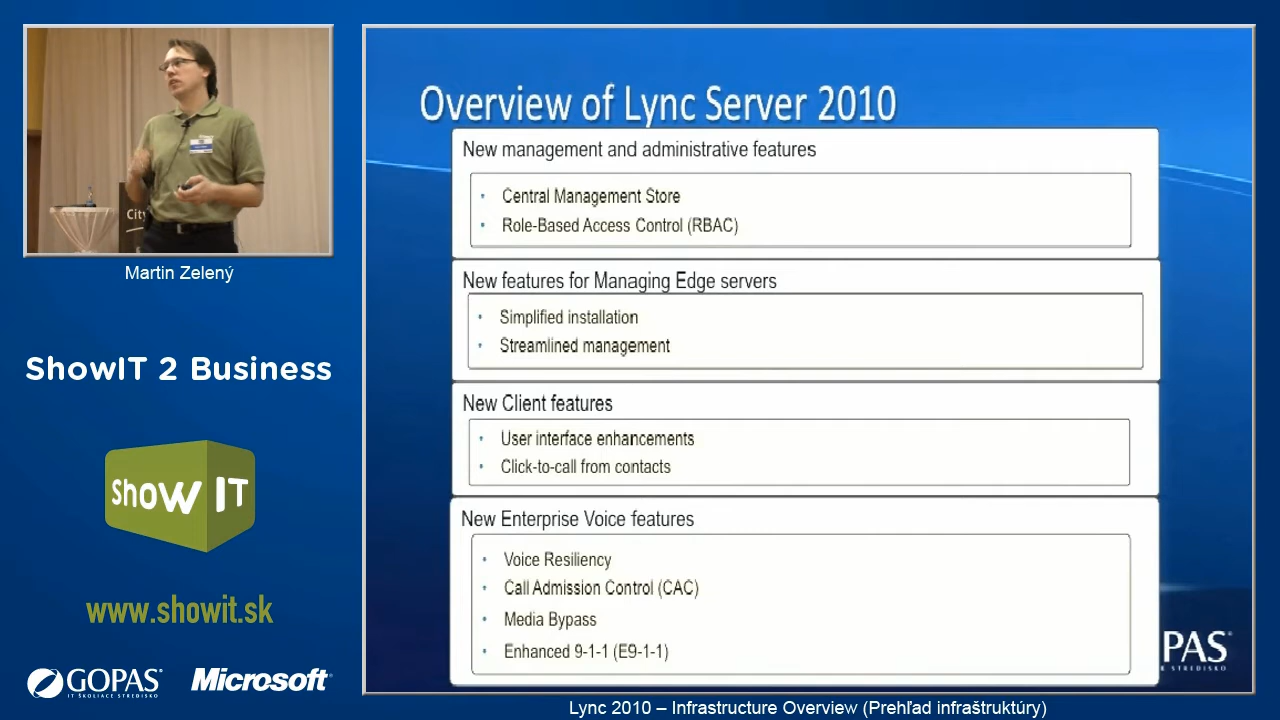 City
Martin Zelený
ShowIT 2 Business
Show IT
www.showit.sk
GOPAS
IT ŠKOLIACE STREDISKO
Microsoft
Overview of Lync Server 2010
New management and administrative features
• Central Management Store
• Role-Based Access Control (RBAC)
New features for Managing Edge servers
• Simplified installation
• Streamlined management
New Client features
• User interface enhancements
• Click-to-call from contacts
New Enterprise Voice features
• Voice Resiliency
• Call Admission Control (CAC)
• Media Bypass
• Enhanced 9-1-1 (E9-1-1)
PAS
STREDISKO
Lync 2010 – Infrastructure Overview (Prehľad infraštruktúry)